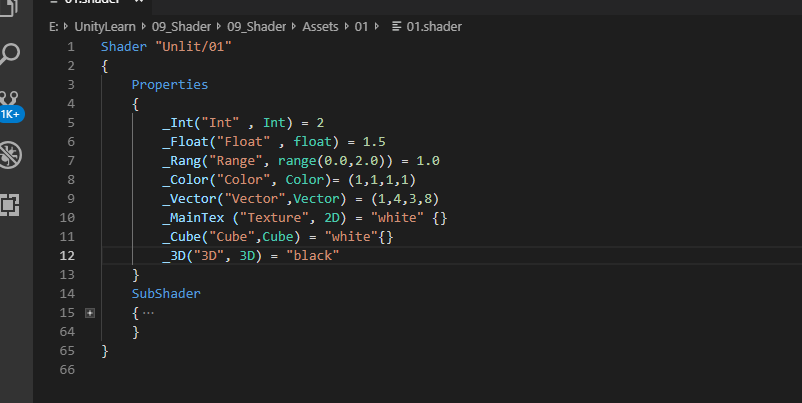 01.shader
E: > UnityLearn > 09_Shader > 09_Shader > Assets > 01 > 01.shader
1 Shader "Unlit/01"
2 {
3 Properties
4 {
5 _Int("Int" , Int) = 2
6 _Float("Float" , float) = 1.5
7 _Rang("Range", range(0.0,2.0)) = 1.0
8 _Color("Color", Color)= (1,1,1,1)
9 _Vector("Vector",Vector) = (1,4,3,8)
10 _MainTex ("Texture", 2D) = "white" {}
11 _Cube("Cube",Cube) = "white"{}
12 _3D("3D", 3D) = "black"
13 }
14 SubShader
15 {...
64 }
65 }
66
1K+